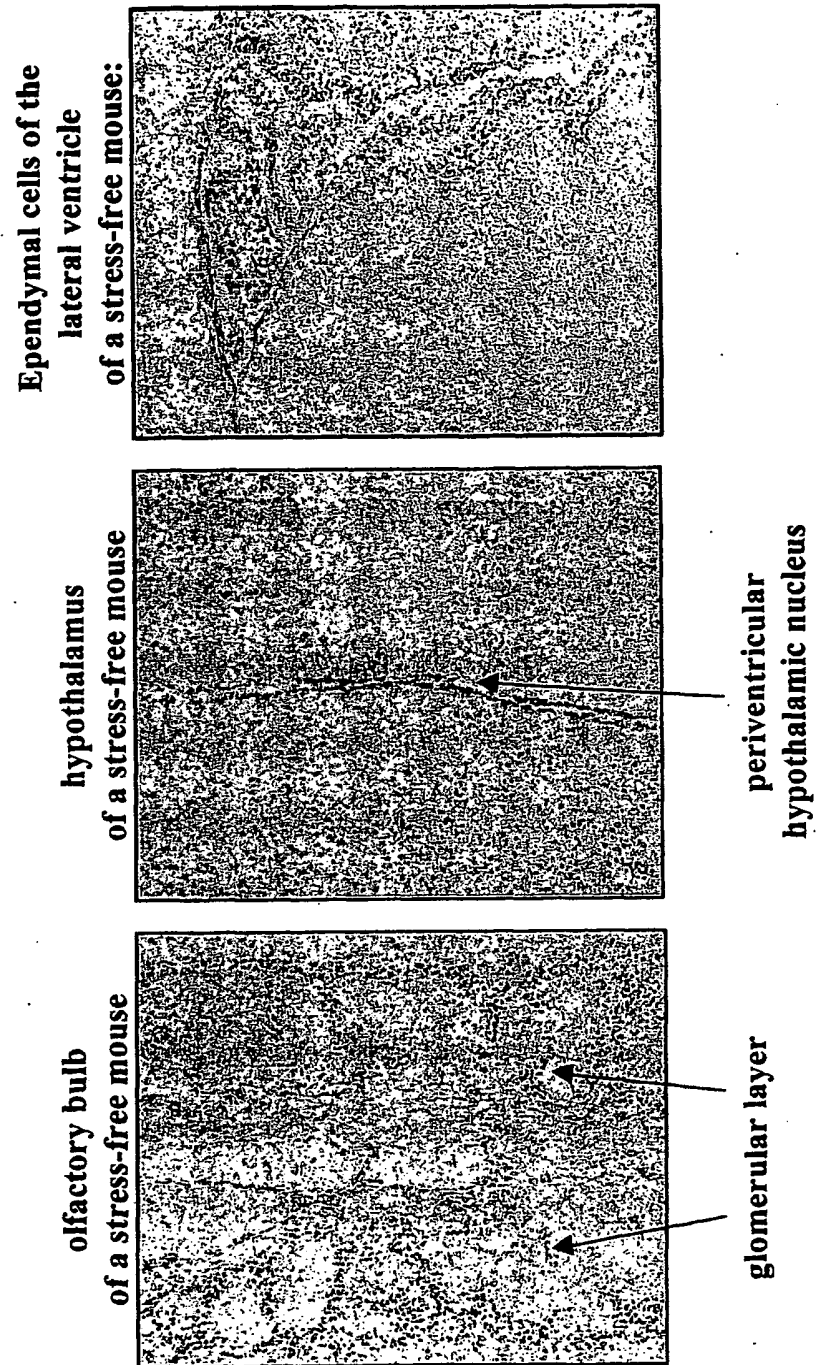 olfactory bulb
of a stress-free mouse
glomerular layer
hypothalamus
of a stress-free mouse
periventricular
hypothalamic nucleus
Ependymal cells of the
lateral ventricle
of a stress-free mouse: